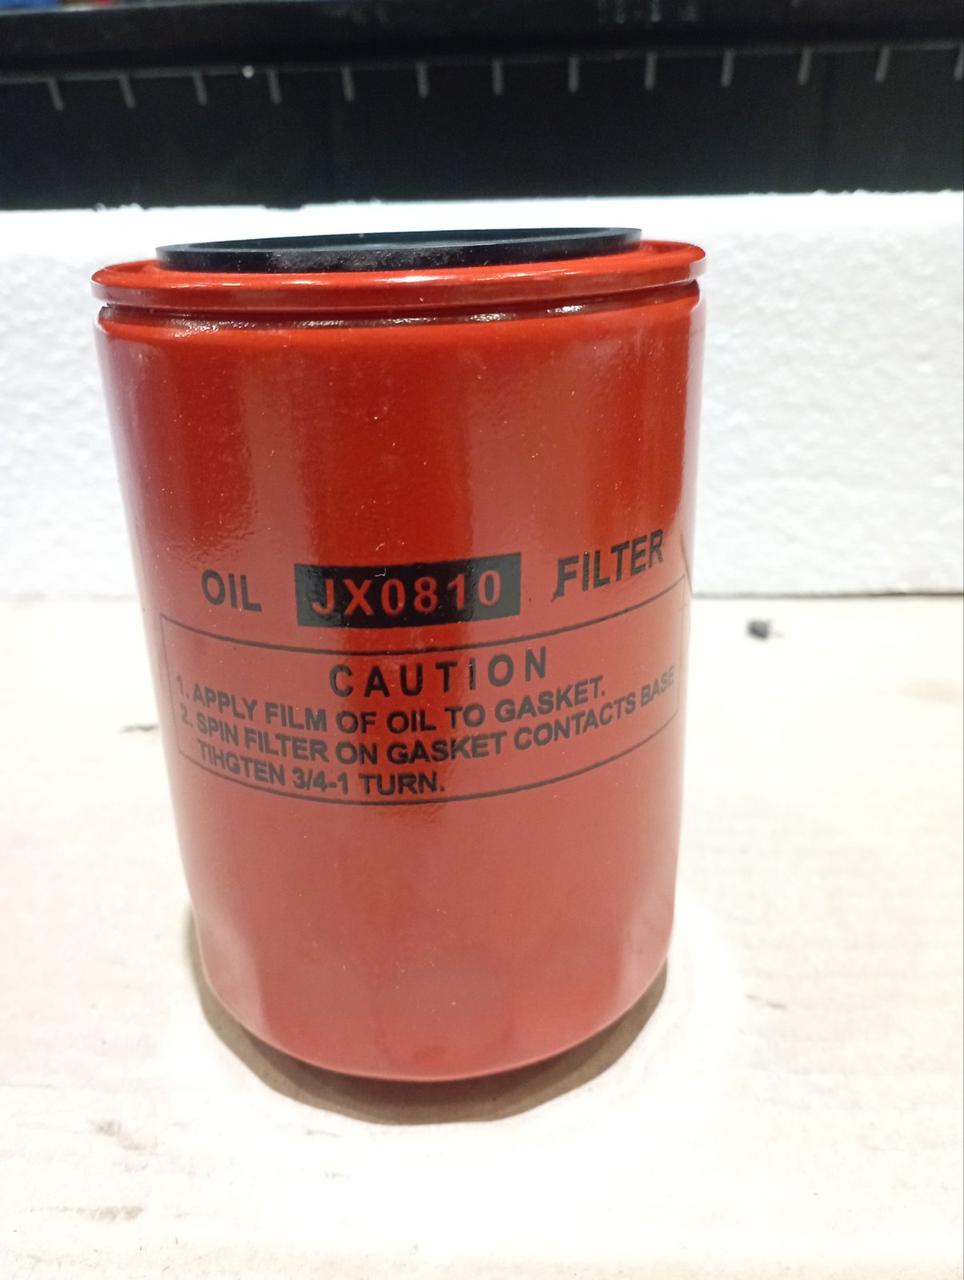 OIL JX0810 FILTER
CAUTION
1. APPLY FILM OF OIL TO GASKET.
2. SPIN FILTER ON GASKET CONTACTS BASE
TIHGTEN 3/4-1 TURN.